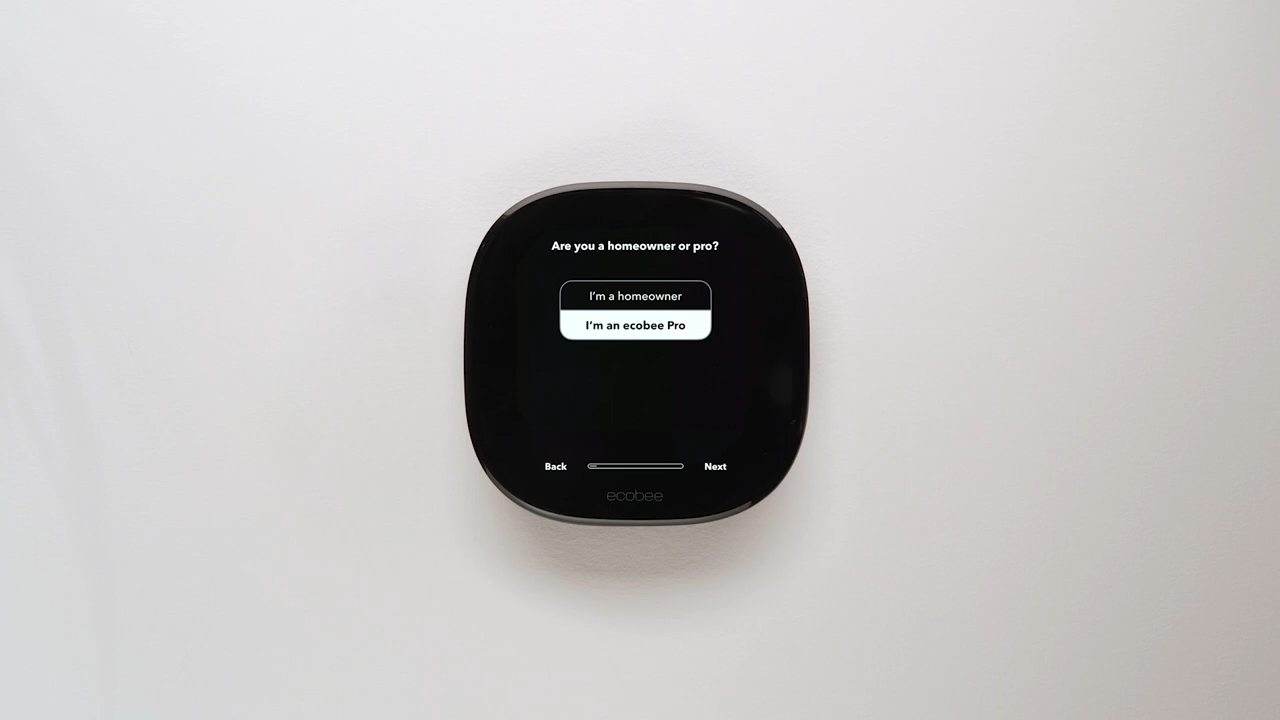 Are you a homeowner or pro?
I'm a homeowner
I'm an ecobee Pro
Back
Next
ecobee